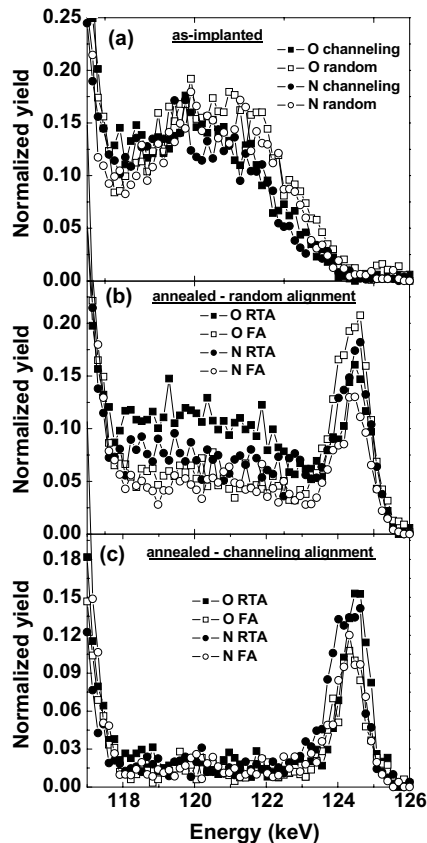 (a) as-implanted
O channeling
O random
N channeling
N random
Normalized yield
0.25
0.20
0.15
0.10
0.05
0.00
(b) annealed - random alignment
O RTA
O FA
N RTA
N FA
Normalized yield
0.20
0.15
0.10
0.05
0.00
(c) annealed - channeling alignment
O RTA
O FA
N RTA
N FA
Normalized yield
0.18
0.15
0.12
0.09
0.06
0.03
0.00
118 120 122 124 126
Energy (keV)